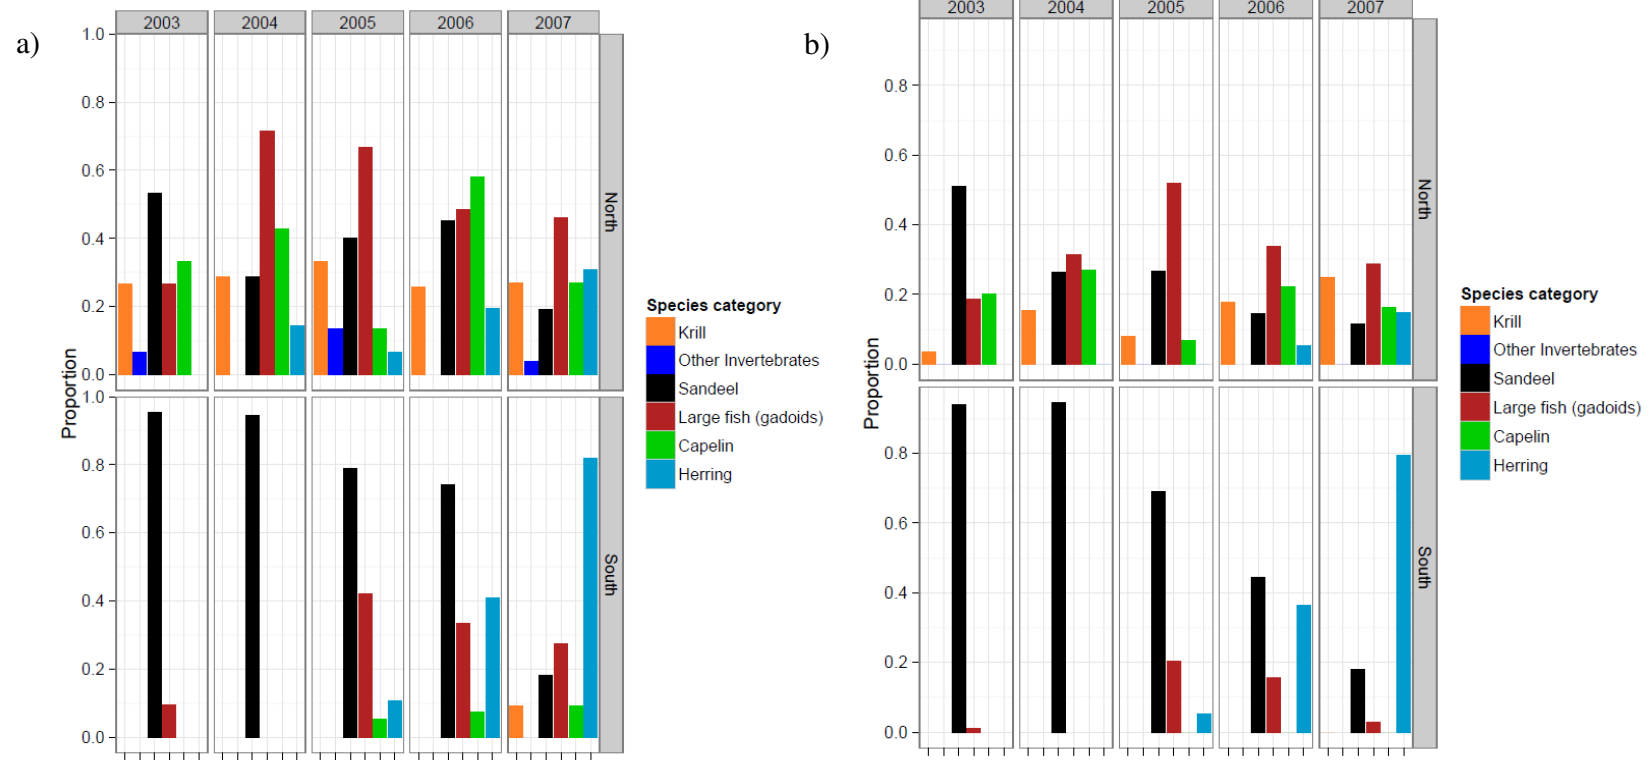 a)
2003 2004 2005 2006 2007
1.0
0.8
0.6
0.4
0.2
0.0
North
1.0
0.8
0.6
0.4
0.2
0.0
South
Proportion
Species category
Krill
Other Invertebrates
Sandeel
Large fish (gadoids)
Capelin
Herring
b)
2003 2004 2005 2006 2007
0.8
0.6
0.4
0.2
0.0
North
0.8
0.6
0.4
0.2
0.0
South
Proportion
Species category
Krill
Other Invertebrates
Sandeel
Large fish (gadoids)
Capelin
Herring